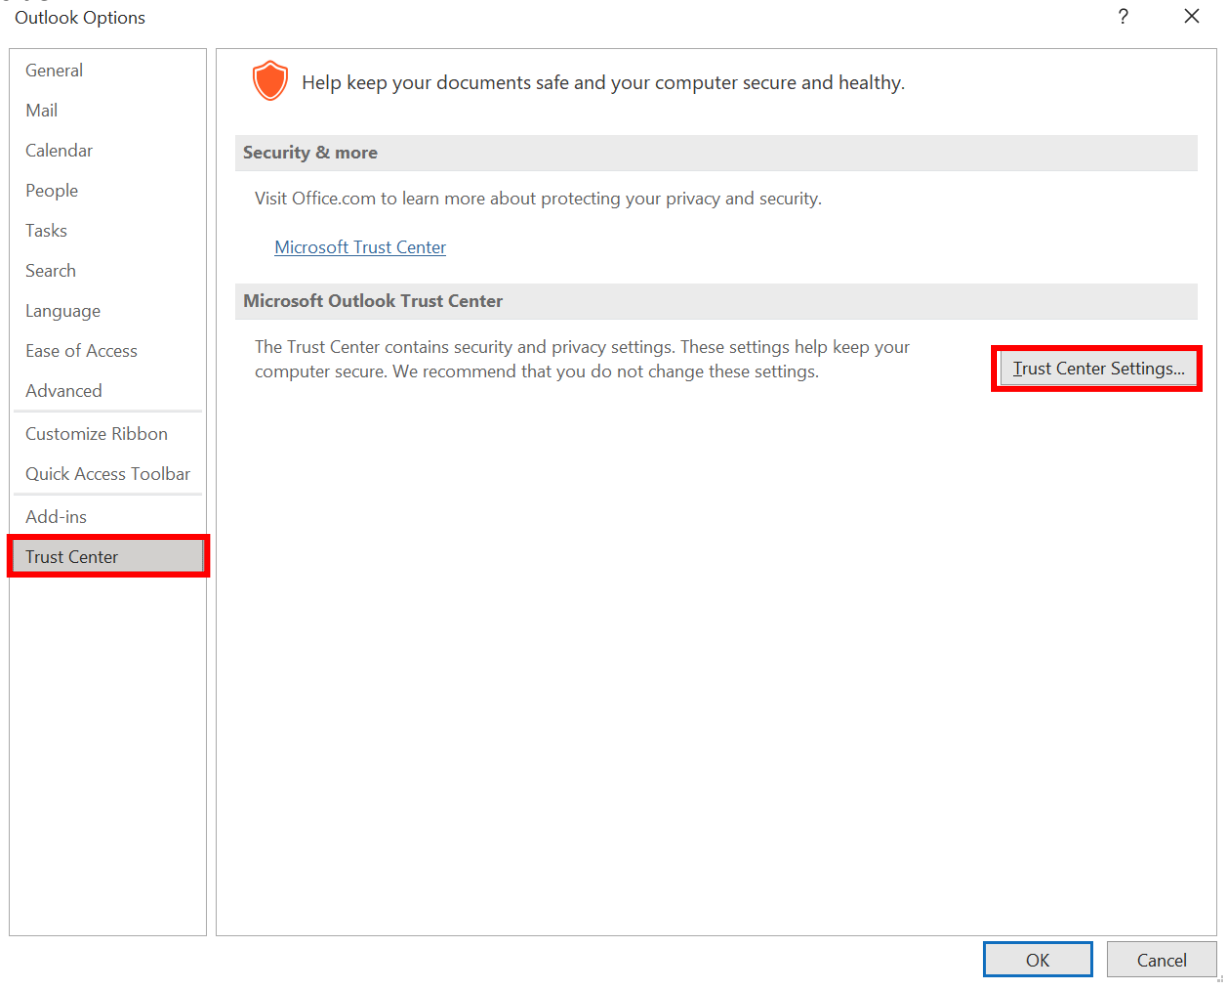 Outlook Options
?
General
Mail
Calendar
People
Tasks
Search
Language
Ease of Access
Advanced
Customize Ribbon
Quick Access Toolbar
Add-ins
Trust Center
Help keep your documents safe and your computer secure and healthy.
Security & more
Visit Office.com to learn more about protecting your privacy and security.
Microsoft Trust Center
Microsoft Outlook Trust Center
The Trust Center contains security and privacy settings. These settings help keep your
computer secure. We recommend that you do not change these settings.
Trust Center Settings...
OK
Cancel